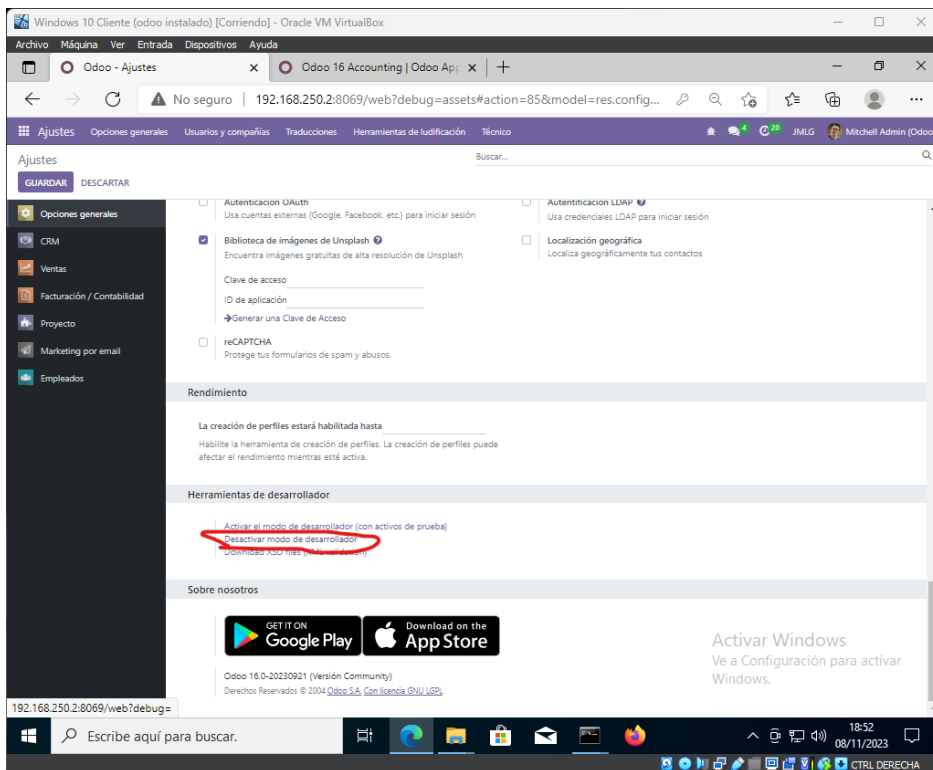 Windows 10 Cliente (odoo instalado) [Corriendo] - Oracle VM VirtualBox
Archivo Máquina Ver Entrada Dispositivos Ayuda
Odoo - Ajustes
Odoo 16 Accounting | Odoo App
No seguro 192.168.250.2:8069/web?debug=assets#action=85&model=res.config...
Ajustes Opciones generales Usuarios y compañías Traducciones Herramientas de ludificación Técnico 4 20 JMLG Mitchell Admin (Odoo
Ajustes
Buscar...
GUARDAR DESCARTAR
Opciones generales
CRM
Ventas
Facturación / Contabilidad
Proyecto
Marketing por email
Empleados
Autenticación OAuth
Usa cuentas externas (Google, Facebook, etc.) para iniciar sesión
Autentificación LDAP
Usa credenciales LDAP para iniciar sesión
Biblioteca de imágenes de Unsplash
Encuentra imágenes gratuitas de alta resolución de Unsplash
Localización geográfica
Localiza geográficamente tus contactos
Clave de acceso
ID de aplicación
Generar una Clave de Acceso
reCAPTCHA
Protege tus formularios de spam y abusos.
Rendimiento
La creación de perfiles estará habilitada hasta
Habilite la herramienta de creación de perfiles. La creación de perfiles puede
afectar el rendimiento mientras esté activa.
Herramientas de desarrollador
Activar el modo de desarrollador (con activos de prueba)
Desactivar modo de desarrollador
Download XSD files (XML validation)
Sobre nosotros
GET IT ON
Google Play
Download on the
App Store
Odoo 16.0-20230921 (Versión Community)
Derechos Reservados © 2004 Odoo S.A. Con licencia GNU LGPL
Activar Windows
Ve a Configuración para activar
Windows.
192.168.250.2:8069/web?debug=
Escribe aquí para buscar.
18:52
08/11/2023
CTRL DERECHA